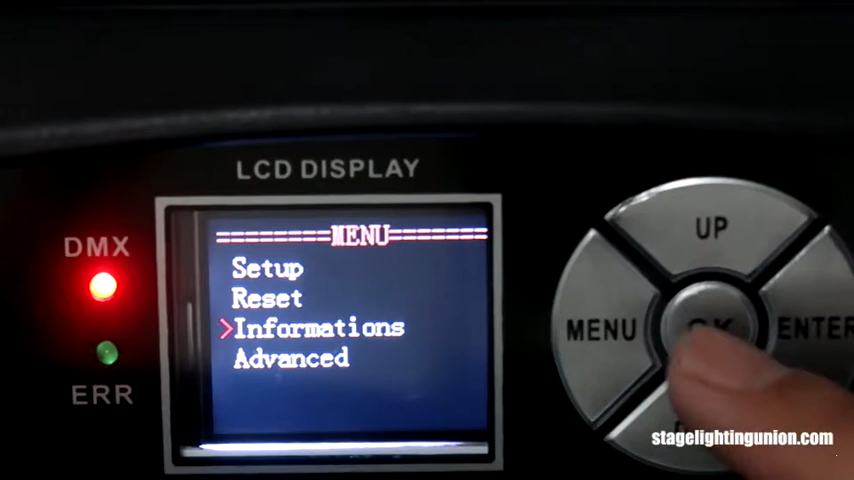 LCD DISPLAY
DMX
ERR
MENU
Setup
Reset
>Informations
Advanced
UP
MENU
OK
ENTER
stagelightingunion.com